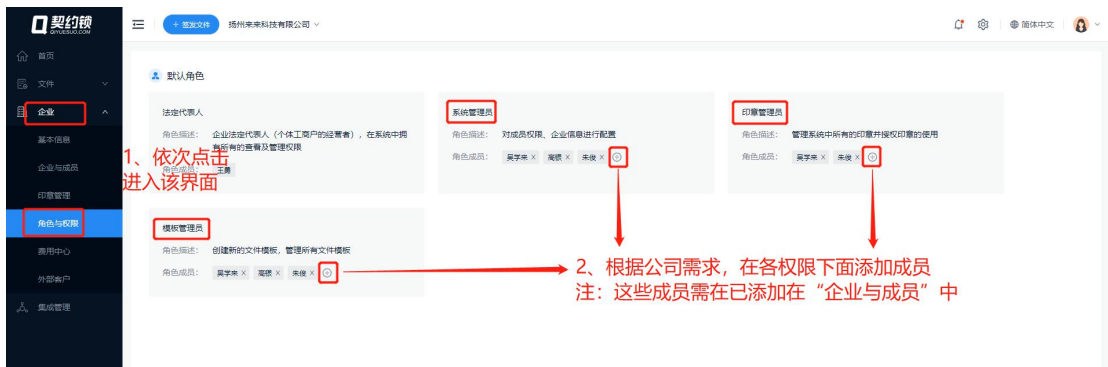 契约锁
QIYUESUO.COM
+ 签发文件
扬州来来科技有限公司
简体中文
首页
文件
企业
基本信息
企业与成员
印章管理
角色与权限
费用中心
外部客户
集成管理
默认角色
法定代表人
角色描述： 企业法定代表人（个体工商户的经营者），在系统中拥
有所有的查看及管理权限
角色成员： 王勇
系统管理员
角色描述： 对成员权限、企业信息进行配置
角色成员： 吴学来 × 高银 × 朱俊 ×
印章管理员
角色描述： 管理系统中所有的印章并授权印章的使用
角色成员： 吴学来 × 朱俊 ×
模板管理员
角色描述： 创建新的文件模板，管理所有文件模板
角色成员： 吴学来 × 高银 × 朱俊 ×
1、依次点击
进入该界面
2、根据公司需求，在各权限下面添加成员
注：这些成员需在已添加在“企业与成员”中